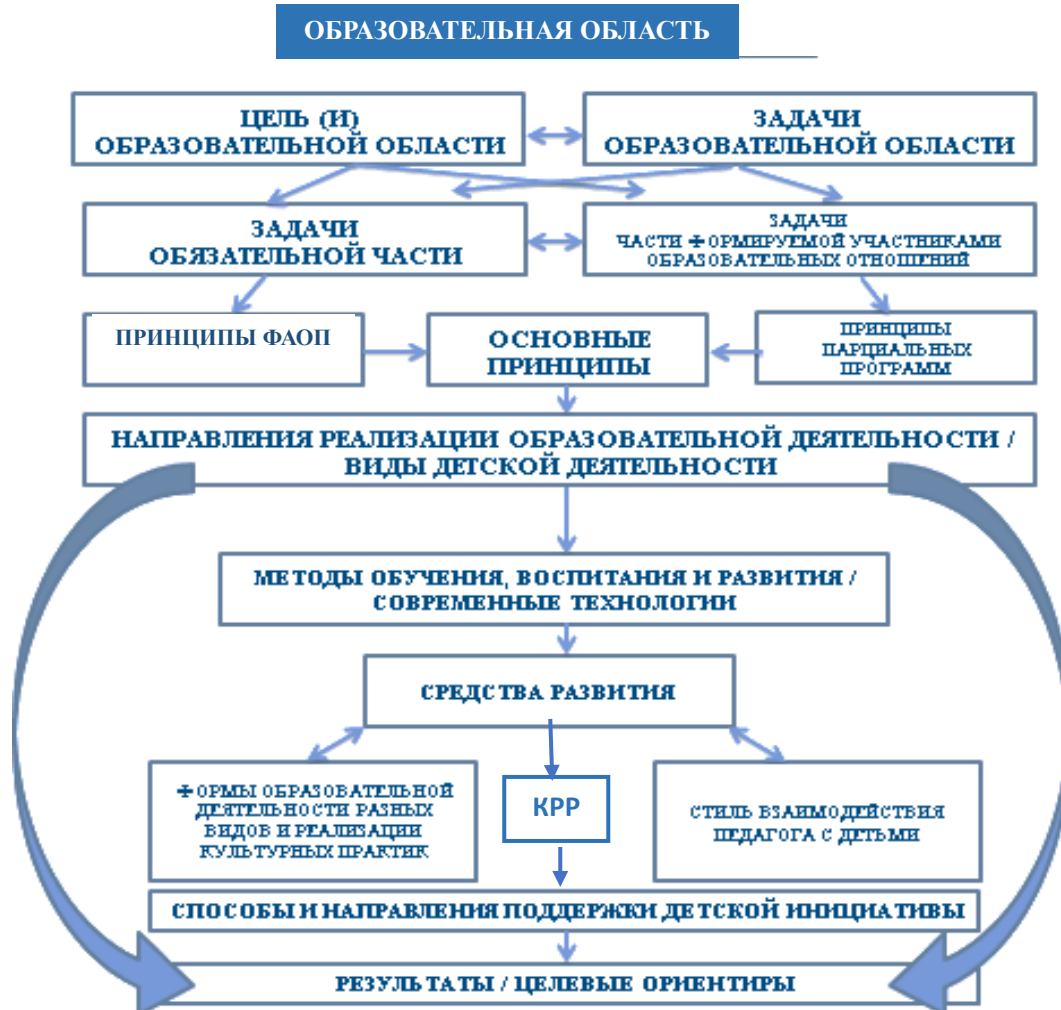 ОБРАЗОВАТЕЛЬНАЯ ОБЛАСТЬ
ЦЕЛЬ (И)
ОБРАЗОВАТЕЛЬНОЙ ОБЛАСТИ
ЗАДАЧИ
ОБРАЗОВАТЕЛЬНОЙ ОБЛАСТИ
ЗАДАЧИ
ОБЯЗАТЕЛЬНОЙ ЧАСТИ
ЗАДАЧИ
ЧАСТИ ФОРМИРУЕМОЙ УЧАСТНИКАМИ
ОБРАЗОВАТЕЛЬНЫХ ОТНОШЕНИЙ
ПРИНЦИПЫ ФАОП
ОСНОВНЫЕ
ПРИНЦИПЫ
ПРИНЦИПЫ
ПАРЦИАЛЬНЫХ
ПРОГРАММ
НАПРАВЛЕНИЯ РЕАЛИЗАЦИИ ОБРАЗОВАТЕЛЬНОЙ ДЕЯТЕЛЬНОСТИ /
ВИДЫ ДЕТСКОЙ ДЕЯТЕЛЬНОСТИ
МЕТОДЫ ОБУЧЕНИЯ, ВОСПИТАНИЯ И РАЗВИТИЯ /
СОВРЕМЕННЫЕ ТЕХНОЛОГИИ
СРЕДСТВА РАЗВИТИЯ
ФОРМЫ ОБРАЗОВАТЕЛЬНОЙ
ДЕЯТЕЛЬНОСТИ РАЗНЫХ
ВИДОВ И РЕАЛИЗАЦИИ
КУЛЬТУРНЫХ ПРАКТИК
КРР
СТИЛЬ ВЗАИМОДЕЙСТВИЯ
ПЕДАГОГА С ДЕТЬМИ
СПОСОБЫ И НАПРАВЛЕНИЯ ПОДДЕРЖКИ ДЕТСКОЙ ИНИЦИАТИВЫ
РЕЗУЛЬТАТЫ / ЦЕЛЕВЫЕ ОРИЕНТИРЫ